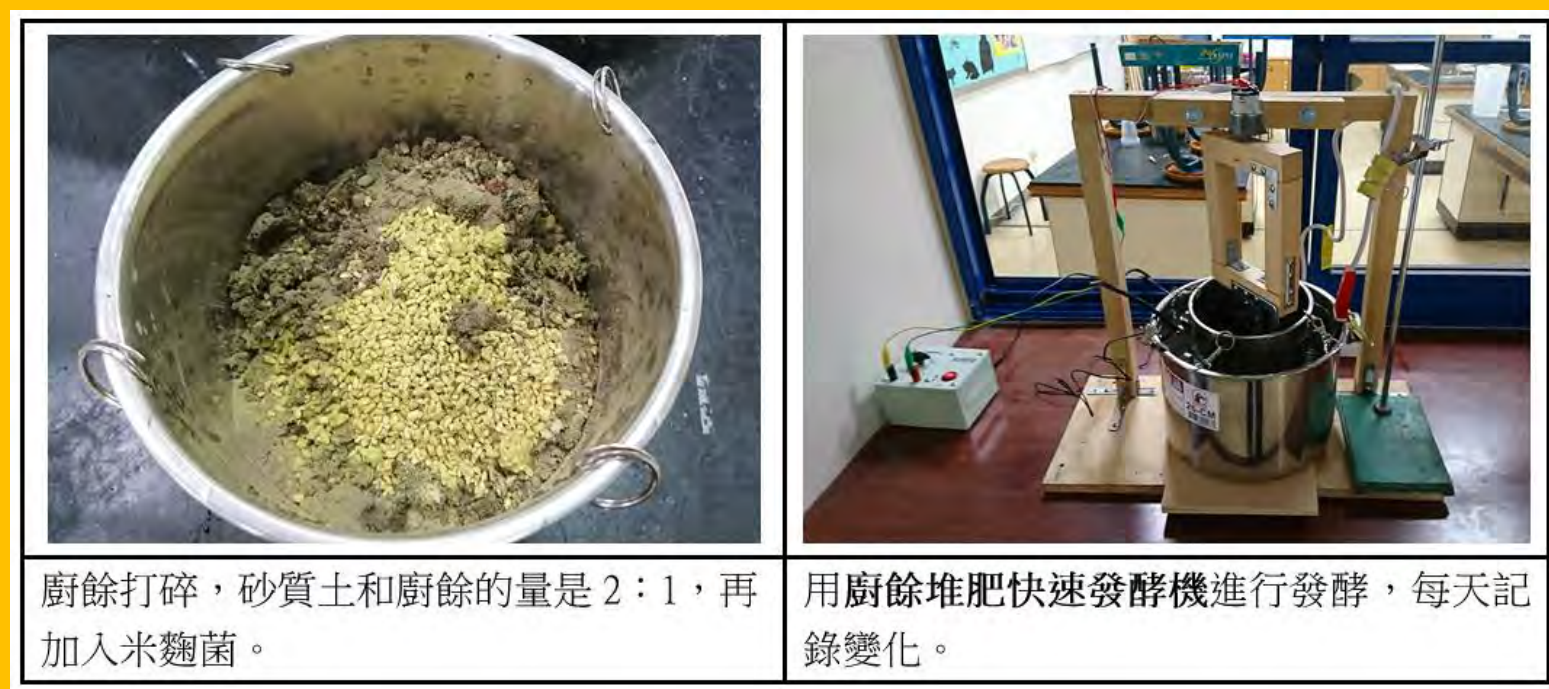 廚餘打碎，砂質土和廚餘的量是 2：1，再
加入米麴菌。
用廚餘堆肥快速發酵機進行發酵，每天記
錄變化。